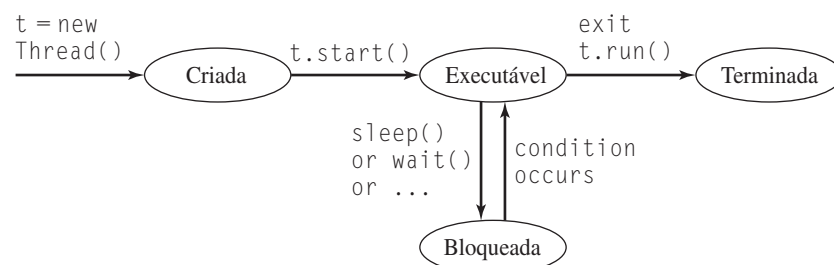 t = new
Thread()
Criada
t.start()
Executável
exit
t.run()
Terminada
sleep()
or wait()
or ...
condition
occurs
Bloqueada